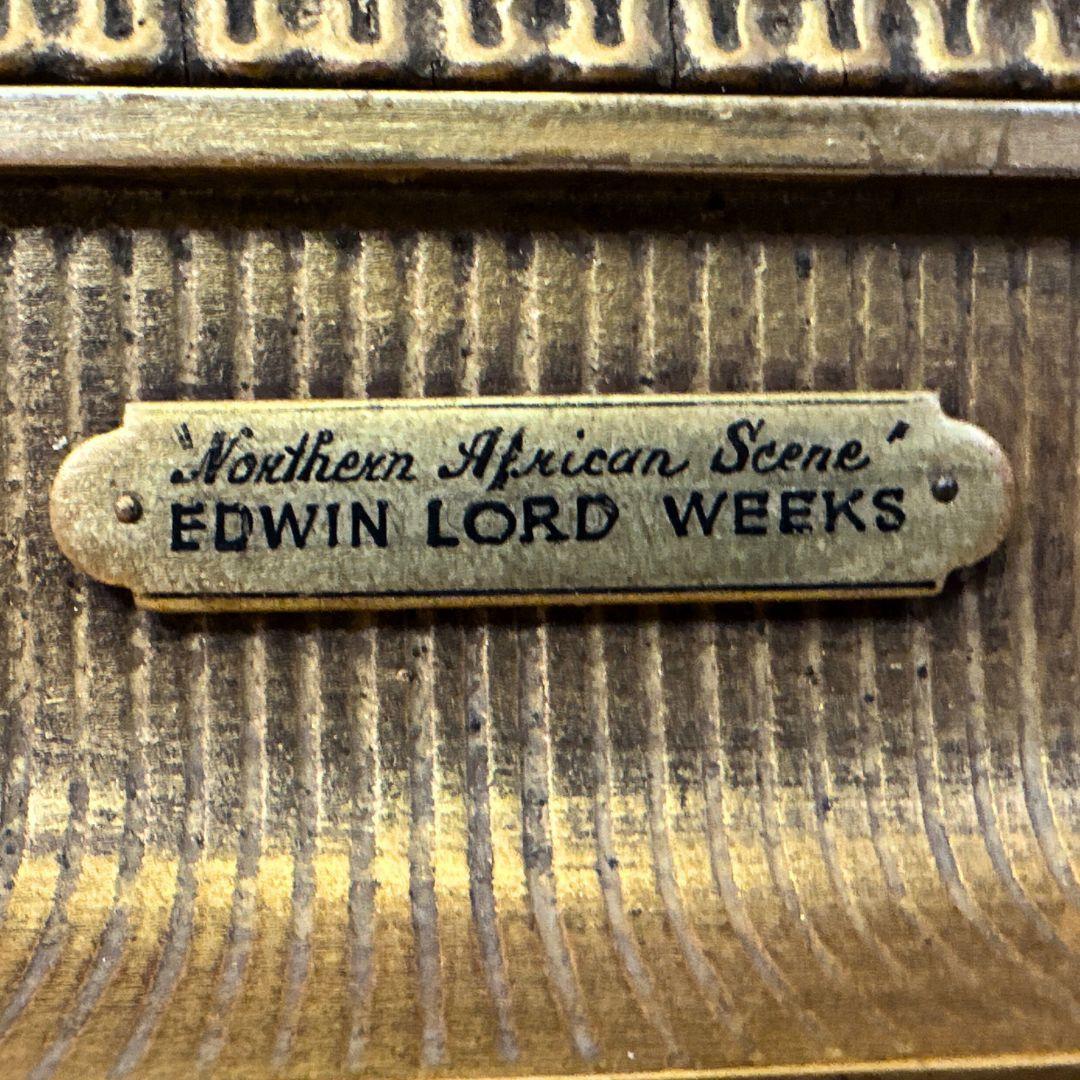 "Northern African Scene"
EDWIN LORD WEEKS